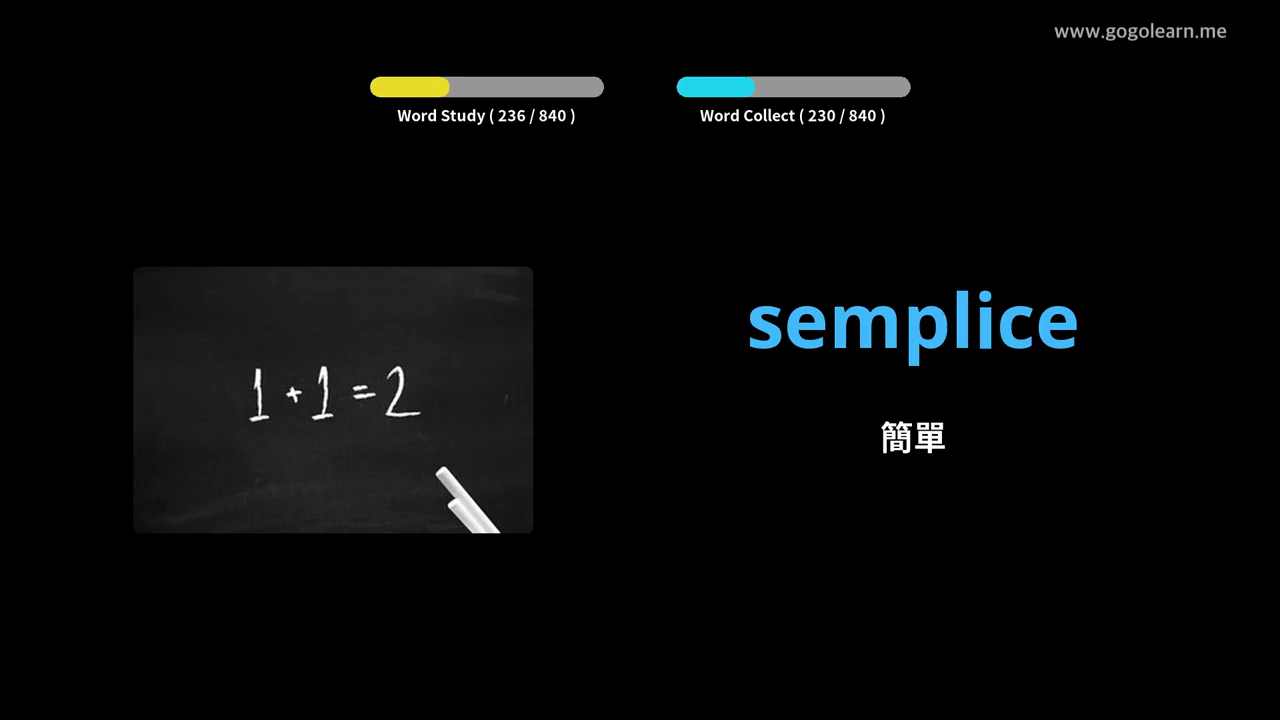 www.gogolearn.me
Word Study ( 236 / 840 )
Word Collect ( 230 / 840 )
1 + 1 = 2
semplice
簡單